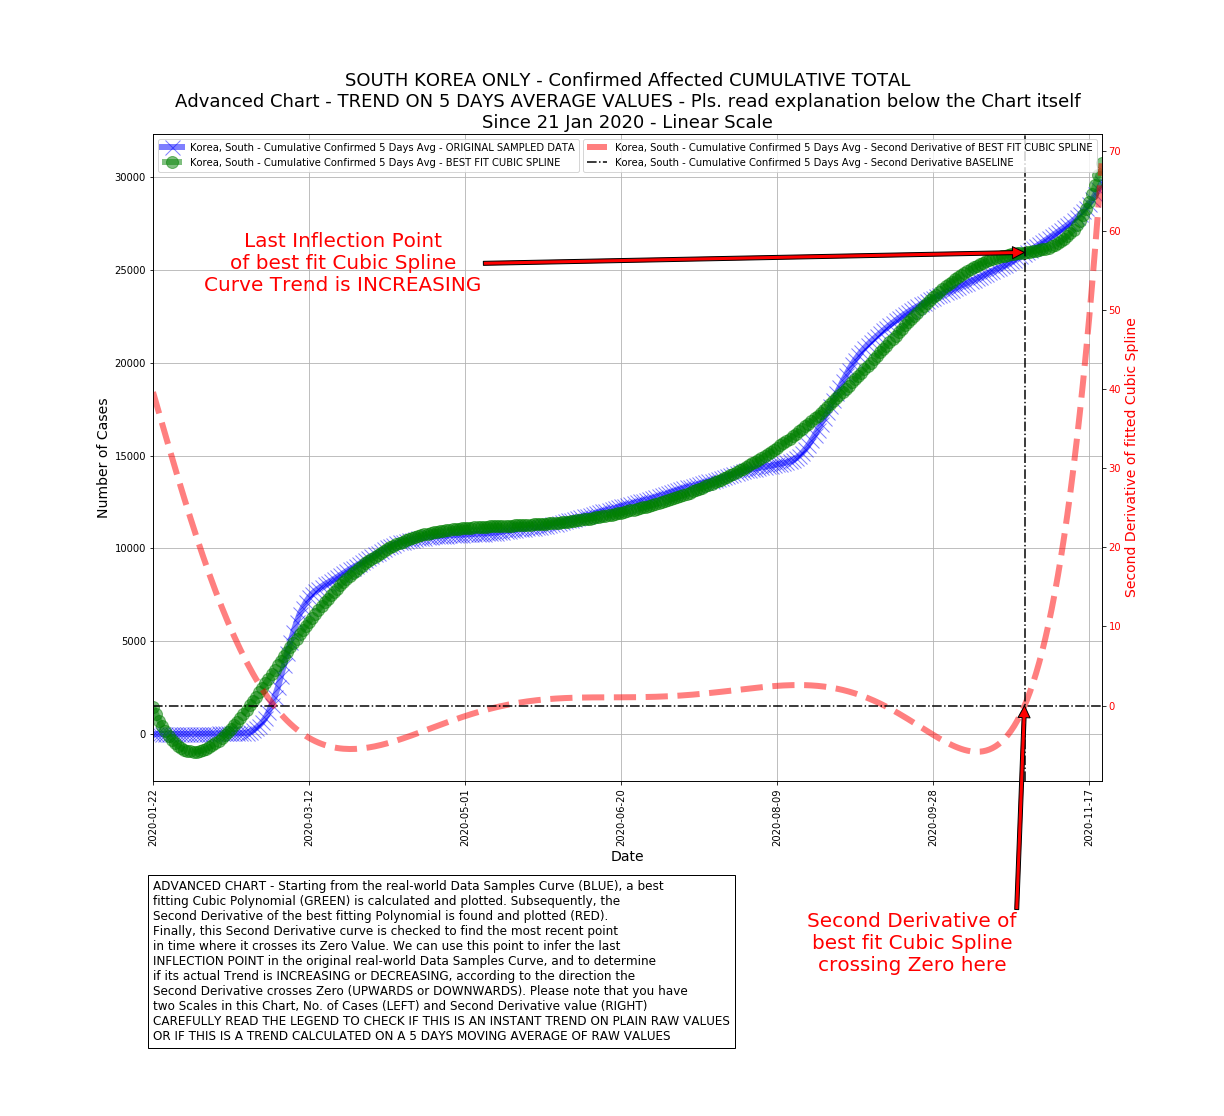 SOUTH KOREA ONLY - Confirmed Affected CUMULATIVE TOTAL
Advanced Chart - TREND ON 5 DAYS AVERAGE VALUES - Pls. read explanation below the Chart itself
Since 21 Jan 2020 - Linear Scale
Korea, South - Cumulative Confirmed 5 Days Avg - ORIGINAL SAMPLED DATA
Korea, South - Cumulative Confirmed 5 Days Avg - BEST FIT CUBIC SPLINE
Korea, South - Cumulative Confirmed 5 Days Avg - Second Derivative of BEST FIT CUBIC SPLINE
Korea, South - Cumulative Confirmed 5 Days Avg - Second Derivative BASELINE
Last Inflection Point
of best fit Cubic Spline
Curve Trend is INCREASING
Number of Cases
30000
25000
20000
15000
10000
5000
0
70
60
50
40
30
20
10
0
Second Derivative of fitted Cubic Spline
2020-01-22
2020-03-12
2020-05-01
2020-06-20
2020-08-09
2020-09-28
2020-11-17
Date
ADVANCED CHART - Starting from the real-world Data Samples Curve (BLUE), a best
fitting Cubic Polynomial (GREEN) is calculated and plotted. Subsequently, the
Second Derivative of the best fitting Polynomial is found and plotted (RED).
Finally, this Second Derivative curve is checked to find the most recent point
in time where it crosses its Zero Value. We can use this point to infer the last
INFLECTION POINT in the original real-world Data Samples Curve, and to determine
if its actual Trend is INCREASING or DECREASING, according to the direction the
Second Derivative crosses Zero (UPWARDS or DOWNWARDS). Please note that you have
two Scales in this Chart, No. of Cases (LEFT) and Second Derivative value (RIGHT)
CAREFULLY READ THE LEGEND TO CHECK IF THIS IS AN INSTANT TREND ON PLAIN RAW VALUES
OR IF THIS IS A TREND CALCULATED ON A 5 DAYS MOVING AVERAGE OF RAW VALUES
Second Derivative of
best fit Cubic Spline
crossing Zero here